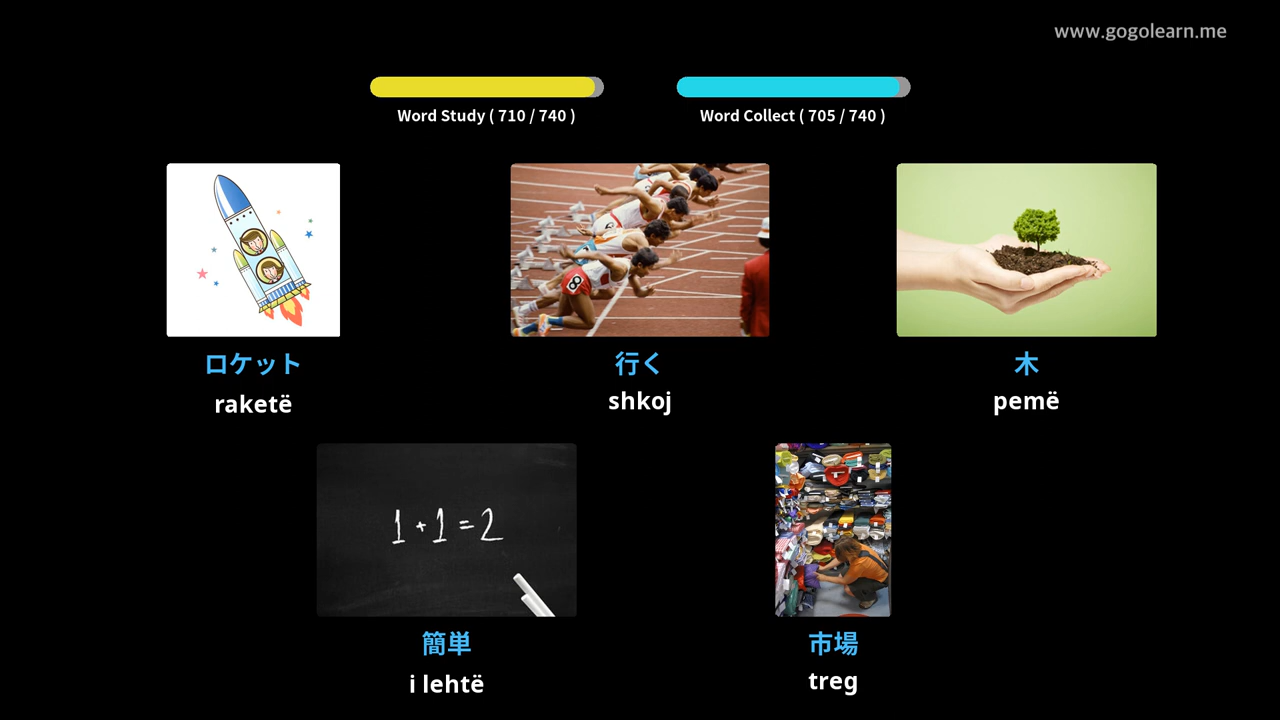 www.gogolearn.me
Word Study ( 710 / 740 )
Word Collect ( 705 / 740 )
ロケット
raketë
行く
shkoj
木
pemë
1 + 1 = 2
簡単
i lehtë
市場
treg